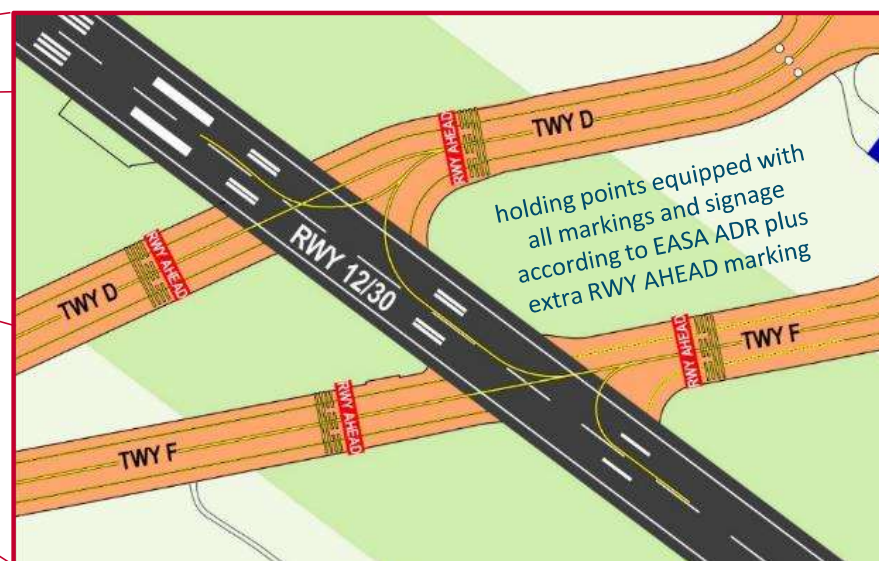 RWY AHEAD
TWY D
holding points equipped with
all markings and signage
according to EASA ADR plus
extra RWY AHEAD marking
RWY AHEAD
TWY D
RWY 12/30
RWY AHEAD
TWY F
RWY AHEAD
TWY F